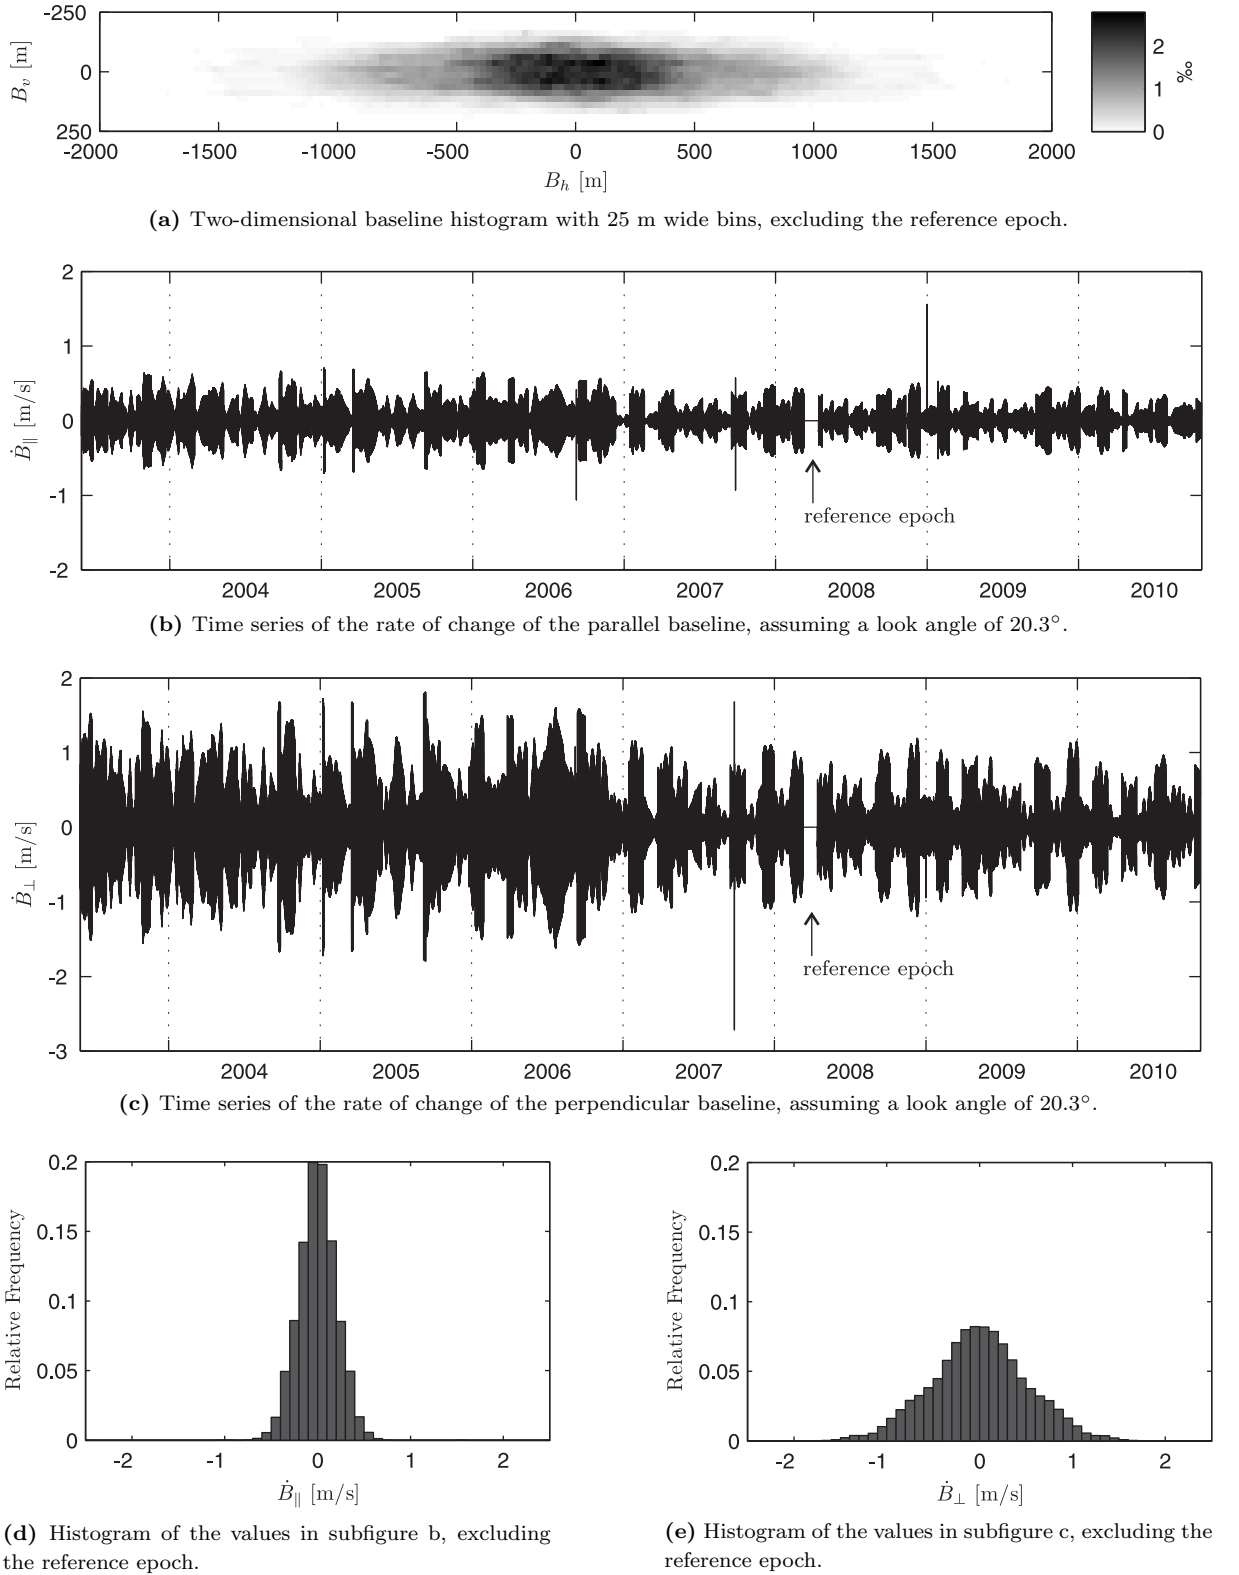 -250
0
250
B_v [m]
-2000 -1500 -1000 -500 0 500 1000 1500 2000
B_h [m]
2
1
0
‰
(a) Two-dimensional baseline histogram with 25 m wide bins, excluding the reference epoch.
2
1
0
-1
-2
Ḃ_∥ [m/s]
reference epoch
2004 2005 2006 2007 2008 2009 2010
(b) Time series of the rate of change of the parallel baseline, assuming a look angle of 20.3°.
2
1
0
-1
-2
-3
Ḃ_⊥ [m/s]
reference epoch
2004 2005 2006 2007 2008 2009 2010
(c) Time series of the rate of change of the perpendicular baseline, assuming a look angle of 20.3°.
0.2
0.15
0.1
0.05
0
Relative Frequency
-2 -1 0 1 2
Ḃ_∥ [m/s]
(d) Histogram of the values in subfigure b, excluding
the reference epoch.
0.2
0.15
0.1
0.05
0
Relative Frequency
-2 -1 0 1 2
Ḃ_⊥ [m/s]
(e) Histogram of the values in subfigure c, excluding the
reference epoch.